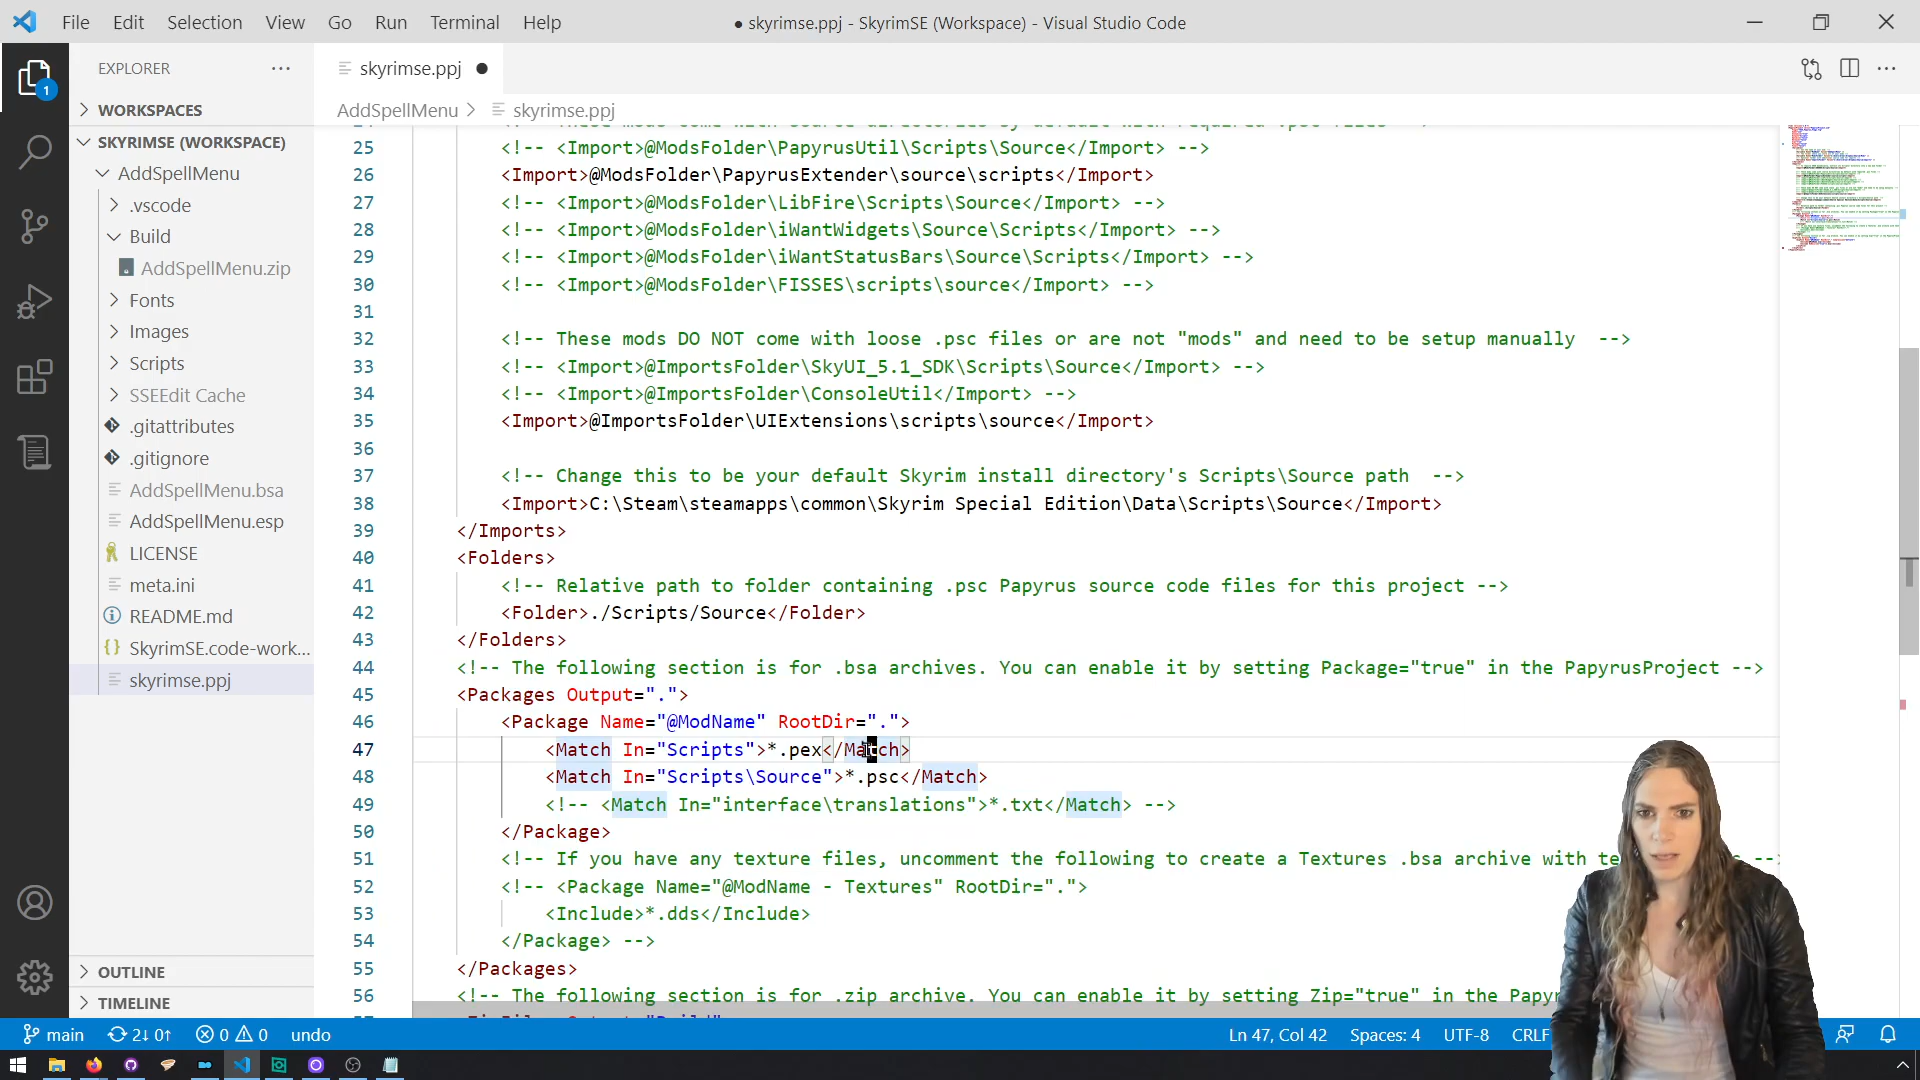 File Edit Selection View Go Run Terminal Help
● skyrimse.ppj - SkyrimSE (Workspace) - Visual Studio Code
EXPLORER
WORKSPACES
SKYRIMSE (WORKSPACE)
AddSpellMenu
.vscode
Build
AddSpellMenu.zip
Fonts
Images
Scripts
SSEEdit Cache
.gitattributes
.gitignore
AddSpellMenu.bsa
AddSpellMenu.esp
LICENSE
meta.ini
README.md
SkyrimSE.code-work...
skyrimse.ppj
OUTLINE
TIMELINE
1
skyrimse.ppj ●
AddSpellMenu > skyrimse.ppj
25 <!-- <Import>@ModsFolder\PapyrusUtil\Scripts\Source</Import> -->
26 <Import>@ModsFolder\PapyrusExtender\source\scripts</Import>
27 <!-- <Import>@ModsFolder\LibFire\Scripts\Source</Import> -->
28 <!-- <Import>@ModsFolder\iWantWidgets\Source\Scripts</Import> -->
29 <!-- <Import>@ModsFolder\iWantStatusBars\Source\Scripts</Import> -->
30 <!-- <Import>@ModsFolder\FISSES\scripts\source</Import> -->
31
32 <!-- These mods DO NOT come with loose .psc files or are not "mods" and need to be setup manually  -->
33 <!-- <Import>@ImportsFolder\SkyUI_5.1_SDK\Scripts\Source</Import> -->
34 <!-- <Import>@ImportsFolder\ConsoleUtil</Import> -->
35 <Import>@ImportsFolder\UIExtensions\scripts\source</Import>
36
37 <!-- Change this to be your default Skyrim install directory's Scripts\Source path  -->
38 <Import>C:\Steam\steamapps\common\Skyrim Special Edition\Data\Scripts\Source</Import>
39 </Imports>
40 <Folders>
41 <!-- Relative path to folder containing .psc Papyrus source code files for this project -->
42 <Folder>./Scripts/Source</Folder>
43 </Folders>
44 <!-- The following section is for .bsa archives. You can enable it by setting Package="true" in the PapyrusProject -->
45 <Packages Output=".">
46 <Package Name="@ModName" RootDir=".">
47 <Match In="Scripts">*.pex</Match>
48 <Match In="Scripts\Source">*.psc</Match>
49 <!-- <Match In="interface\translations">*.txt</Match> -->
50 </Package>
51 <!-- If you have any texture files, uncomment the following to create a Textures .bsa archive with -->
52 <!-- <Package Name="@ModName - Textures" RootDir=".">
53 <Include>*.dds</Include>
54 </Package> -->
55 </Packages>
56 <!-- The following section is for .zip archive. You can enable it by setting Zip="true" in the
main 2↓ 0↑ 0 0 undo Ln 47, Col 42 Spaces: 4 UTF-8 CRLF